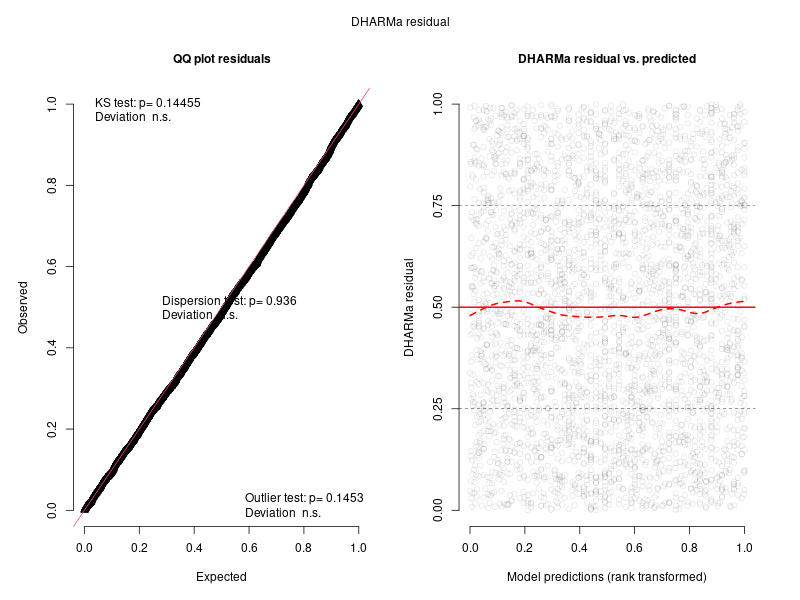 DHARMa residual
QQ plot residuals
KS test: p= 0.14455
Deviation n.s.
Dispersion test: p= 0.936
Deviation n.s.
Outlier test: p= 0.1453
Deviation n.s.
Observed
0.0 0.2 0.4 0.6 0.8 1.0
0.0 0.2 0.4 0.6 0.8 1.0
Expected
DHARMa residual vs. predicted
DHARMa residual
0.00 0.25 0.50 0.75 1.00
0.0 0.2 0.4 0.6 0.8 1.0
Model predictions (rank transformed)